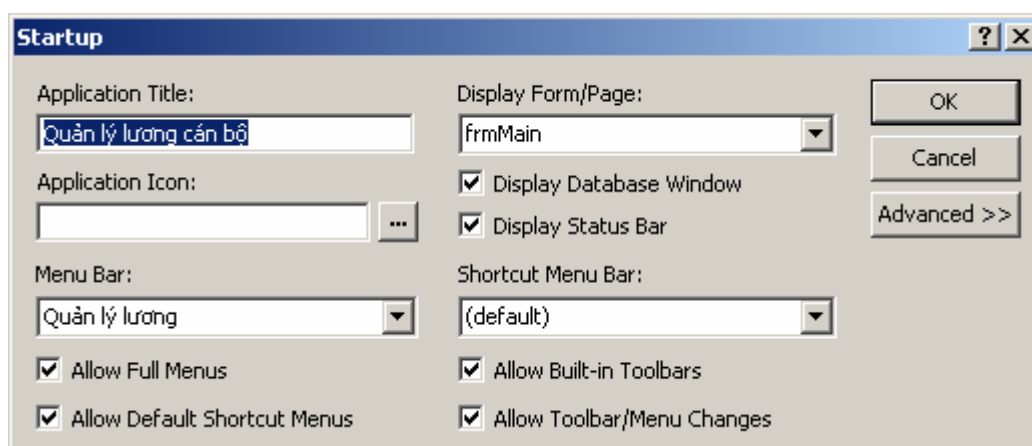 Startup
Application Title:
Quản lý lương cán bộ
Application Icon:
...
Menu Bar:
Quản lý lương
Allow Full Menus
Allow Default Shortcut Menus
Display Form/Page:
frmMain
Display Database Window
Display Status Bar
Shortcut Menu Bar:
(default)
Allow Built-in Toolbars
Allow Toolbar/Menu Changes
OK
Cancel
Advanced >>